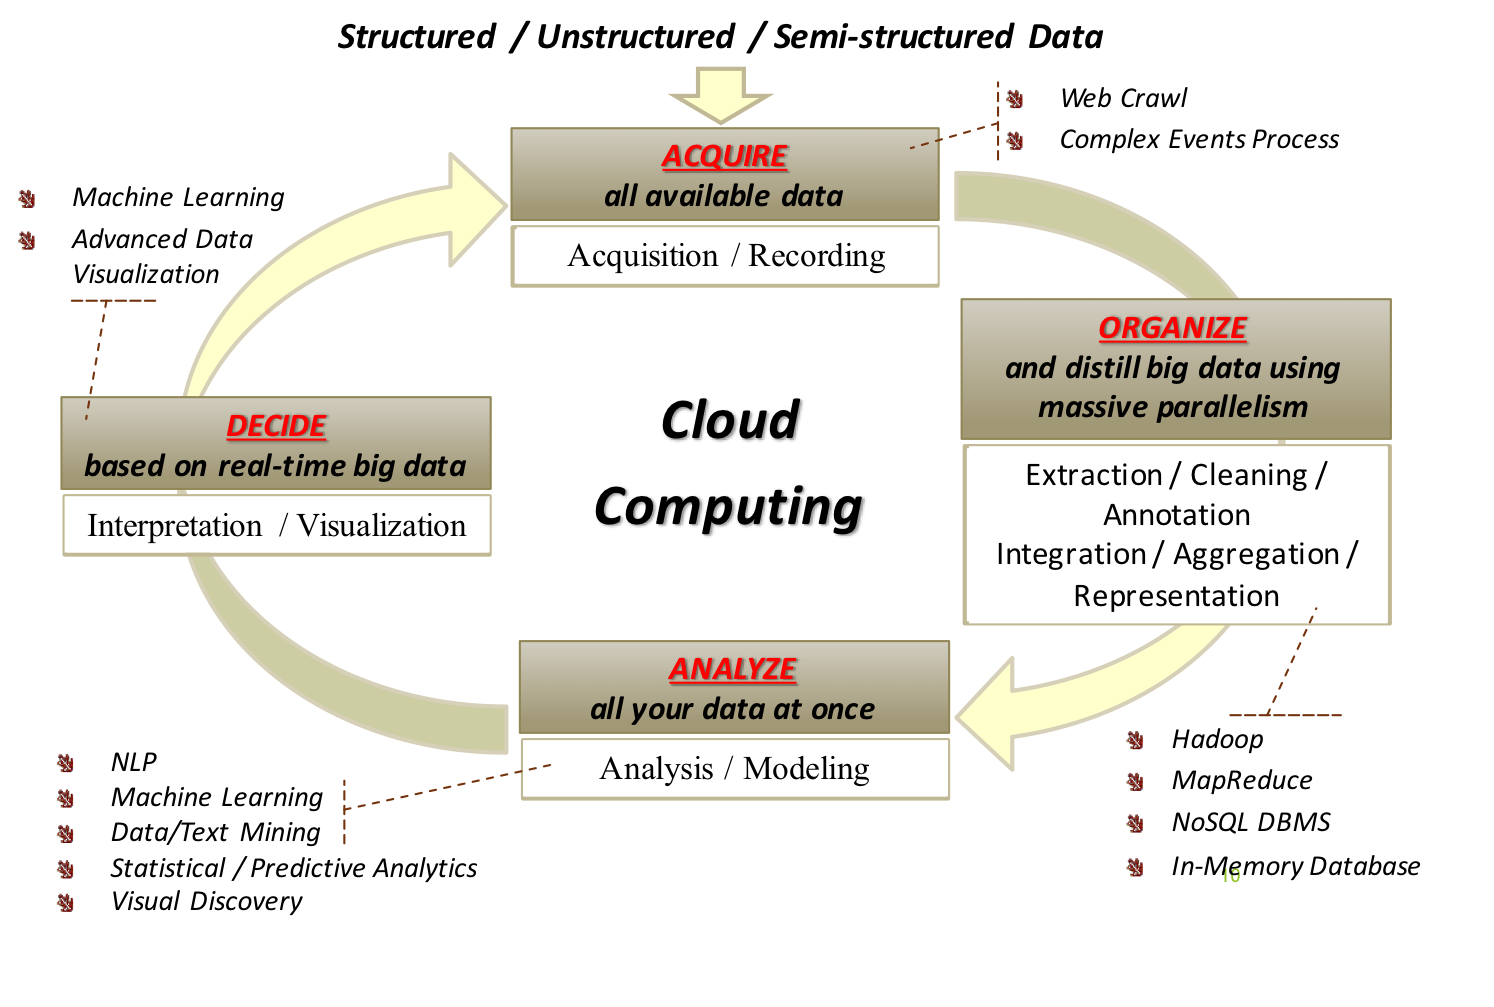 Structured / Unstructured / Semi-structured Data
Web Crawl
Complex Events Process
ACQUIRE
all available data
Acquisition / Recording
Machine Learning
Advanced Data
Visualization
ORGANIZE
and distill big data using
massive parallelism
Extraction / Cleaning /
Annotation
Integration / Aggregation /
Representation
Cloud
Computing
DECIDE
based on real-time big data
Interpretation / Visualization
ANALYZE
all your data at once
Analysis / Modeling
NLP
Machine Learning
Data/Text Mining
Statistical / Predictive Analytics
Visual Discovery
Hadoop
MapReduce
NoSQL DBMS
In-Memory Database
10